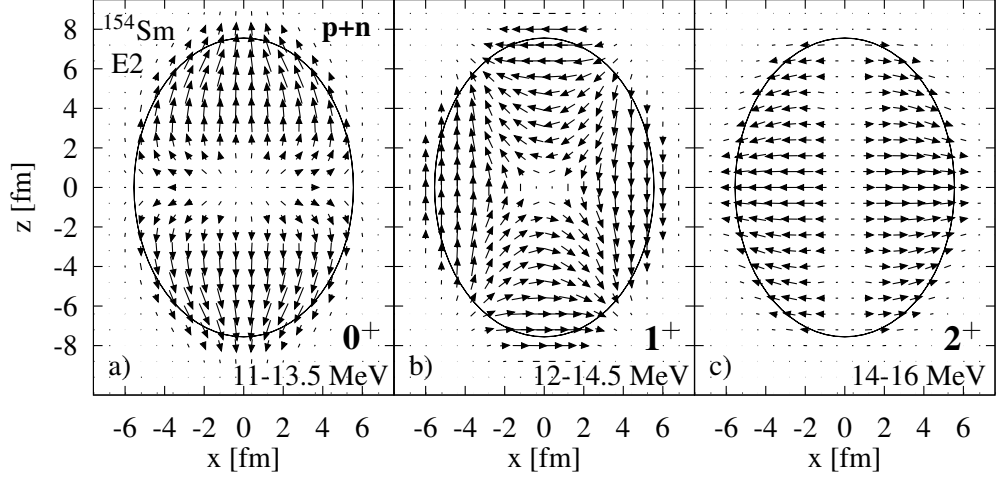 ¹⁵⁴Sm p+n
E2
8
6
4
2
0
-2
-4
-6
-8
z [fm]
0⁺ 1⁺ 2⁺
a) 11-13.5 MeV b) 12-14.5 MeV c) 14-16 MeV
-6 -4 -2 0 2 4 6 -6 -4 -2 0 2 4 6 -6 -4 -2 0 2 4 6
x [fm] x [fm] x [fm]